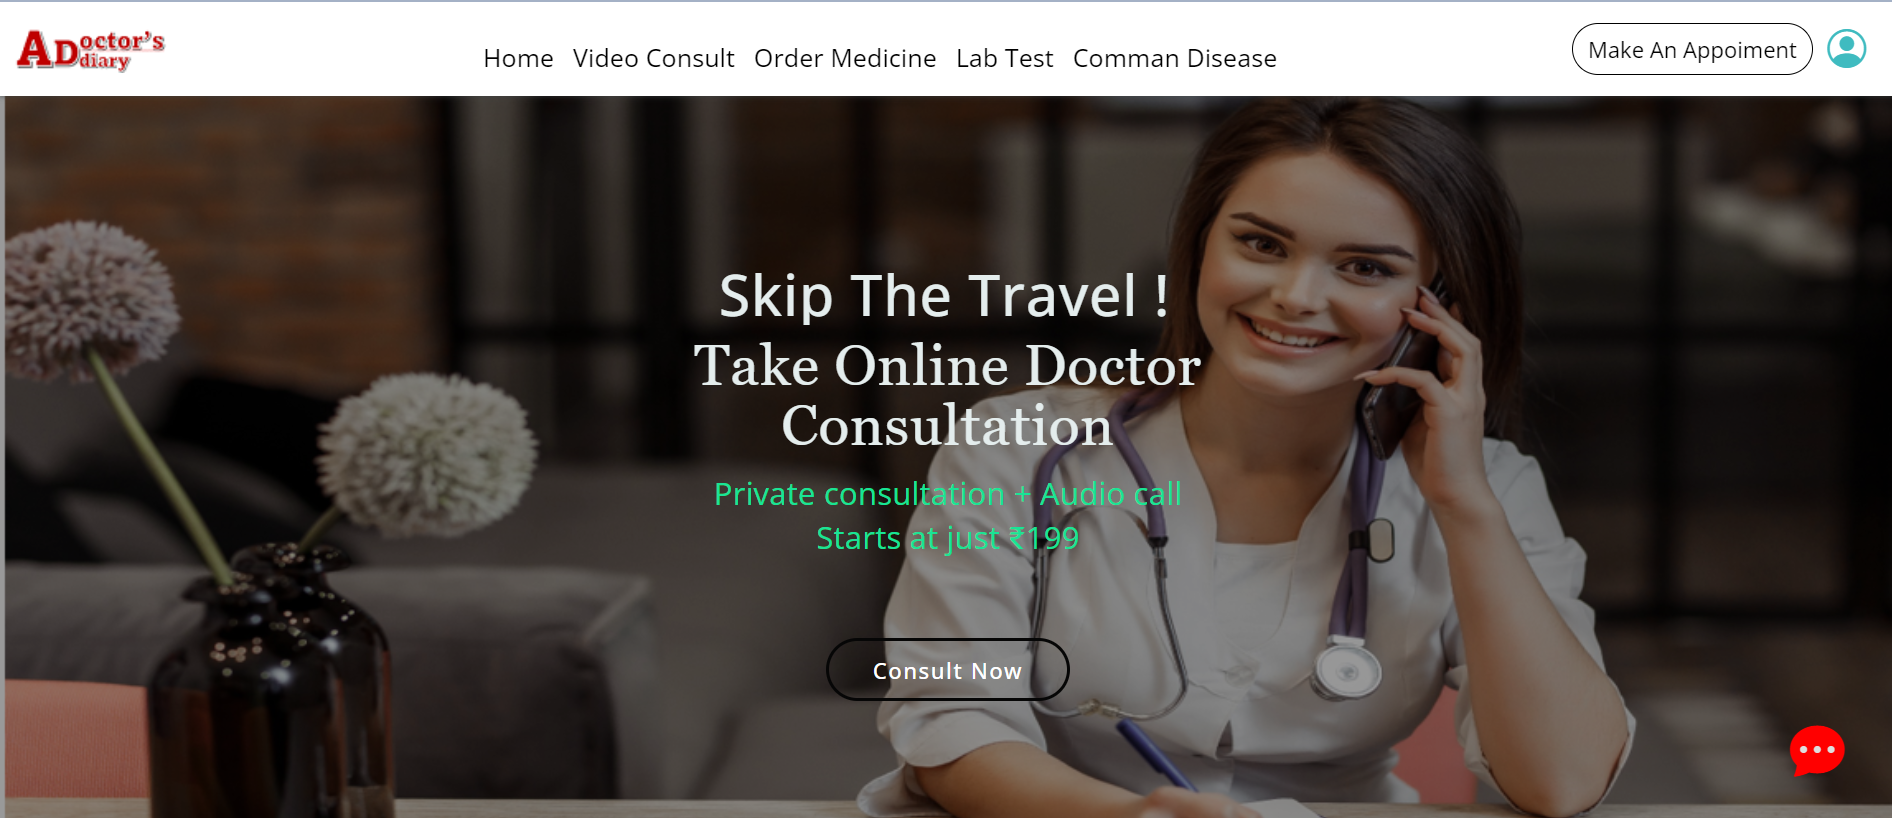 A Doctor's
diary
Home Video Consult Order Medicine Lab Test Comman Disease
Make An Appoiment
Skip The Travel !
Take Online Doctor
Consultation
Private consultation + Audio call
Starts at just ₹199
Consult Now